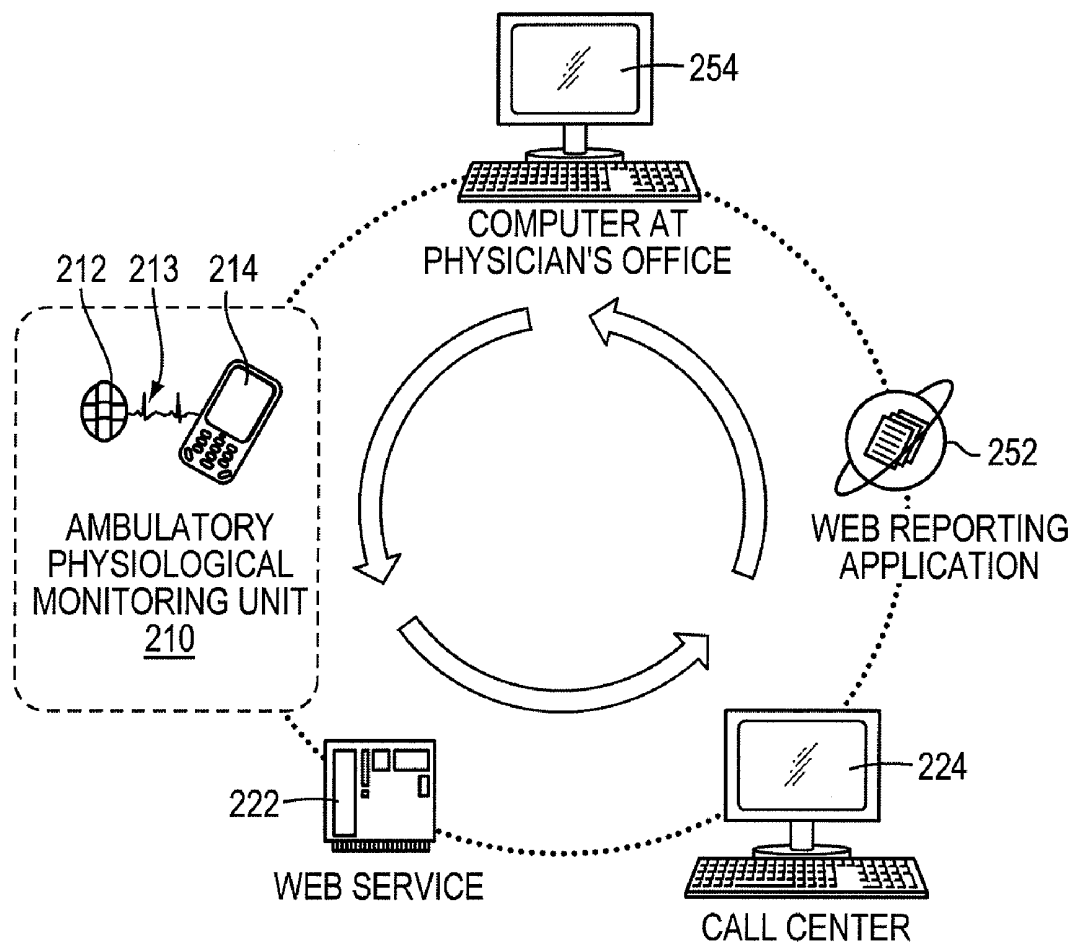 254
COMPUTER AT
PHYSICIAN'S OFFICE
212 213 214
AMBULATORY
PHYSIOLOGICAL
MONITORING UNIT
210
252
WEB REPORTING
APPLICATION
222
WEB SERVICE
224
CALL CENTER